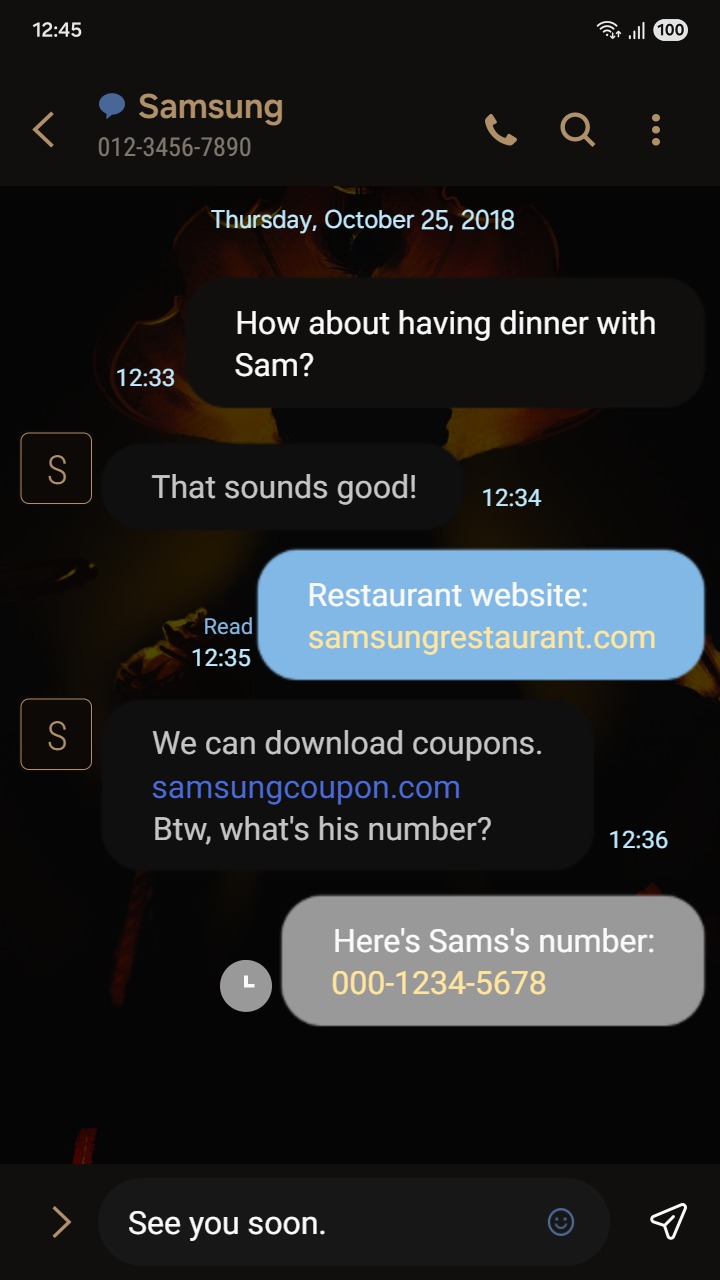 12:45
100
Samsung
012-3456-7890
Thursday, October 25, 2018
How about having dinner with
Sam?
12:33
S
That sounds good!
12:34
Restaurant website:
samsungrestaurant.com
Read
12:35
S
We can download coupons.
samsungcoupon.com
Btw, what's his number?
12:36
Here's Sams's number:
000-1234-5678
See you soon.